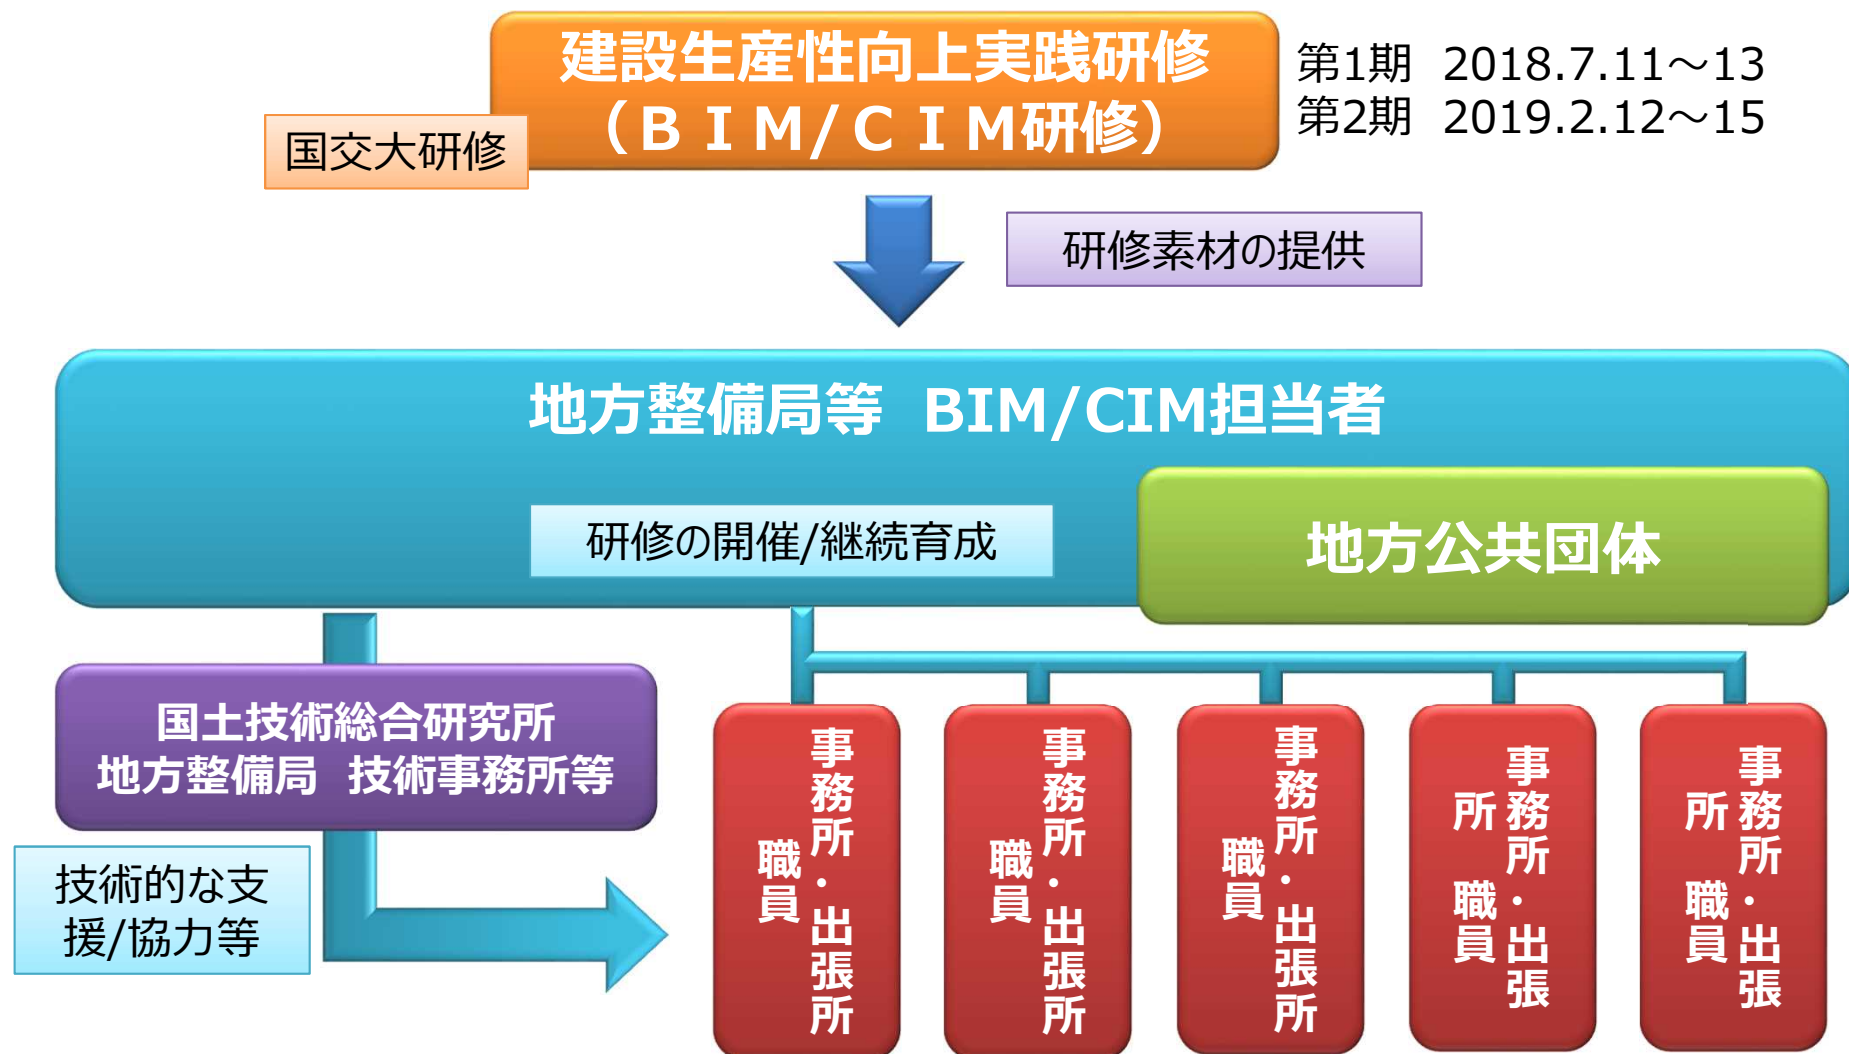 建設生産性向上実践研修
（ＢＩＭ/ＣＩＭ研修）
第1期 2018.7.11～13
第2期 2019.2.12～15
国交大研修
研修素材の提供
地方整備局等 BIM/CIM担当者
研修の開催/継続育成
地方公共団体
国土技術総合研究所
地方整備局 技術事務所等
技術的な支
援/協力等
事務所・出張所
職員
事務所・出張所
職員
事務所・出張所
職員
事務所・出張
所 職員
事務所・出張
所 職員